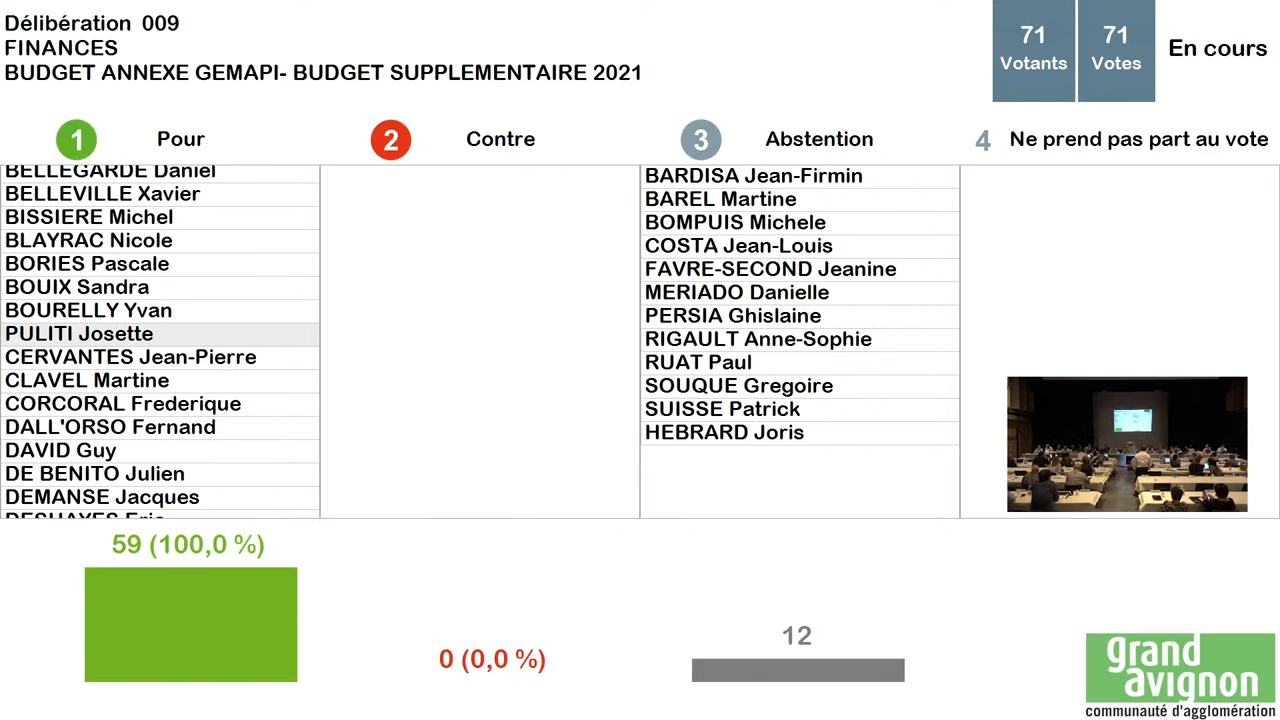 Délibération 009
FINANCES
BUDGET ANNEXE GEMAPI- BUDGET SUPPLEMENTAIRE 2021
71
Votants
71
Votes
En cours
1 Pour
2 Contre
3 Abstention
4 Ne prend pas part au vote
BELLEGARDE Daniel
BELLEVILLE Xavier
BISSIERE Michel
BLAYRAC Nicole
BORIES Pascale
BOUIX Sandra
BOURELLY Yvan
PULITI Josette
CERVANTES Jean-Pierre
CLAVEL Martine
CORCORAL Frederique
DALL'ORSO Fernand
DAVID Guy
DE BENITO Julien
DEMANSE Jacques
BARDISA Jean-Firmin
BAREL Martine
BOMPUIS Michele
COSTA Jean-Louis
FAVRE-SECOND Jeanine
MERIADO Danielle
PERSIA Ghislaine
RIGAULT Anne-Sophie
RUAT Paul
SOUQUE Gregoire
SUISSE Patrick
HEBRARD Joris
59 (100,0 %)
0 (0,0 %)
12
grand
avignon
communauté d'agglomération